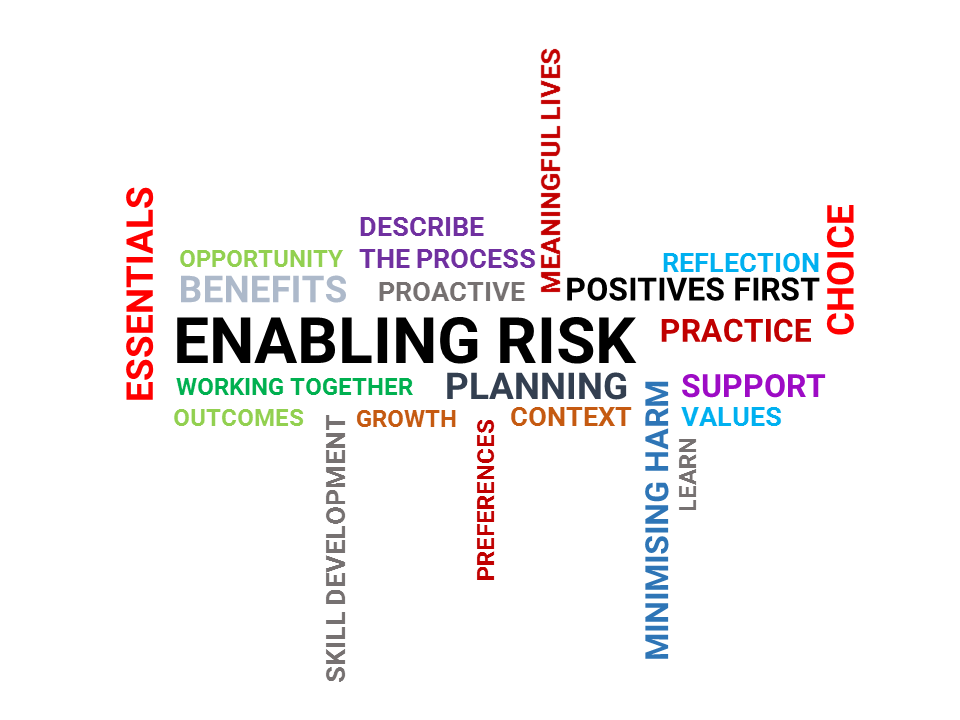 MEANINGFUL LIVES
ESSENTIALS
DESCRIBE
THE PROCESS
OPPORTUNITY
BENEFITS
PROACTIVE
REFLECTION
POSITIVES FIRST
CHOICE
ENABLING RISK
PRACTICE
WORKING TOGETHER
PLANNING
SUPPORT
OUTCOMES
GROWTH
CONTEXT
VALUES
SKILL DEVELOPMENT
PREFERENCES
MINIMISING HARM
LEARN